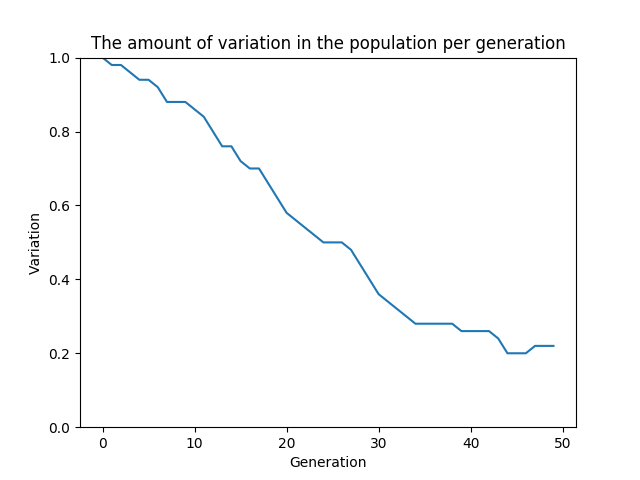 The amount of variation in the population per generation
1.0
0.8
0.6
0.4
0.2
0.0
Variation
0 10 20 30 40 50
Generation